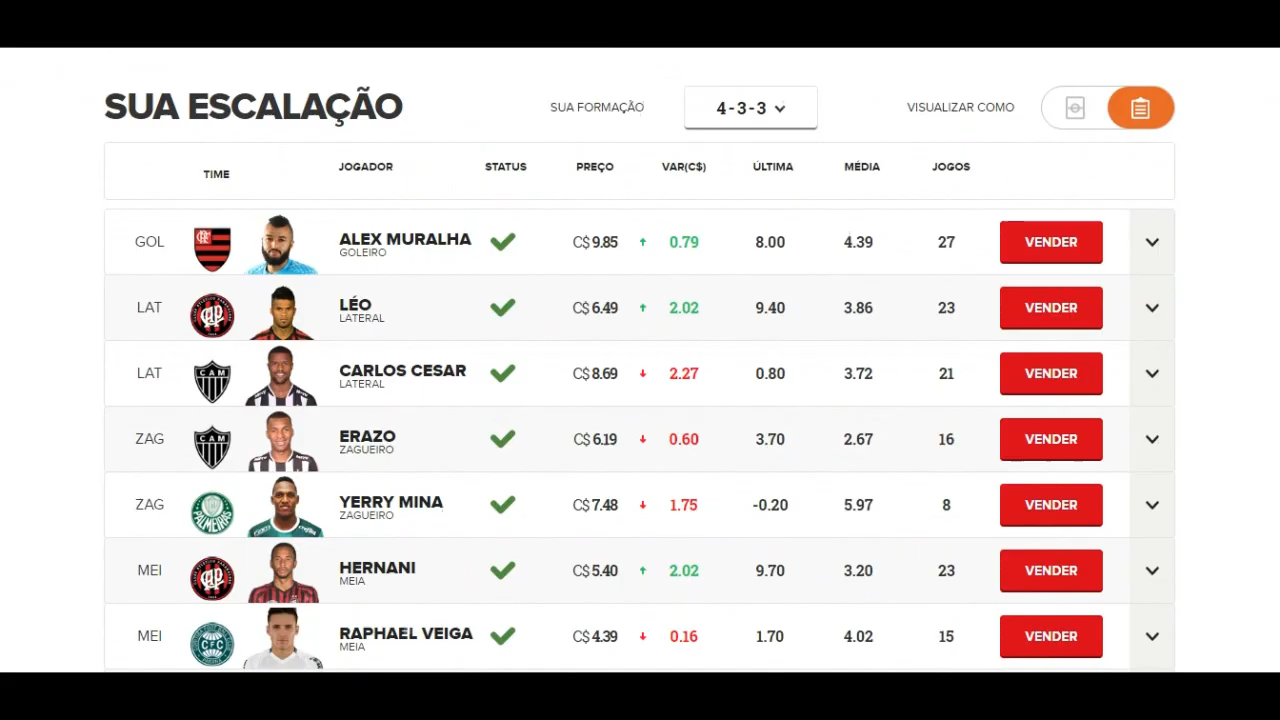 SUA ESCALAÇÃO
SUA FORMAÇÃO 4-3-3 VISUALIZAR COMO
TIME JOGADOR STATUS PREÇO VAR(C$) ÚLTIMA MÉDIA JOGOS
GOL ALEX MURALHA C$ 9.85 0.79 8.00 4.39 27 VENDER
GOLEIRO
LAT LÉO C$ 6.49 2.02 9.40 3.86 23 VENDER
LATERAL
LAT CAM CARLOS CESAR C$ 8.69 2.27 0.80 3.72 21 VENDER
LATERAL
ZAG CAM ERAZO C$ 6.19 0.60 3.70 2.67 16 VENDER
ZAGUEIRO
ZAG PALMEIRAS YERRY MINA C$ 7.48 1.75 -0.20 5.97 8 VENDER
ZAGUEIRO
MEI HERNANI C$ 5.40 2.02 9.70 3.20 23 VENDER
MEIA
MEI CFC RAPHAEL VEIGA C$ 4.39 0.16 1.70 4.02 15 VENDER
MEIA